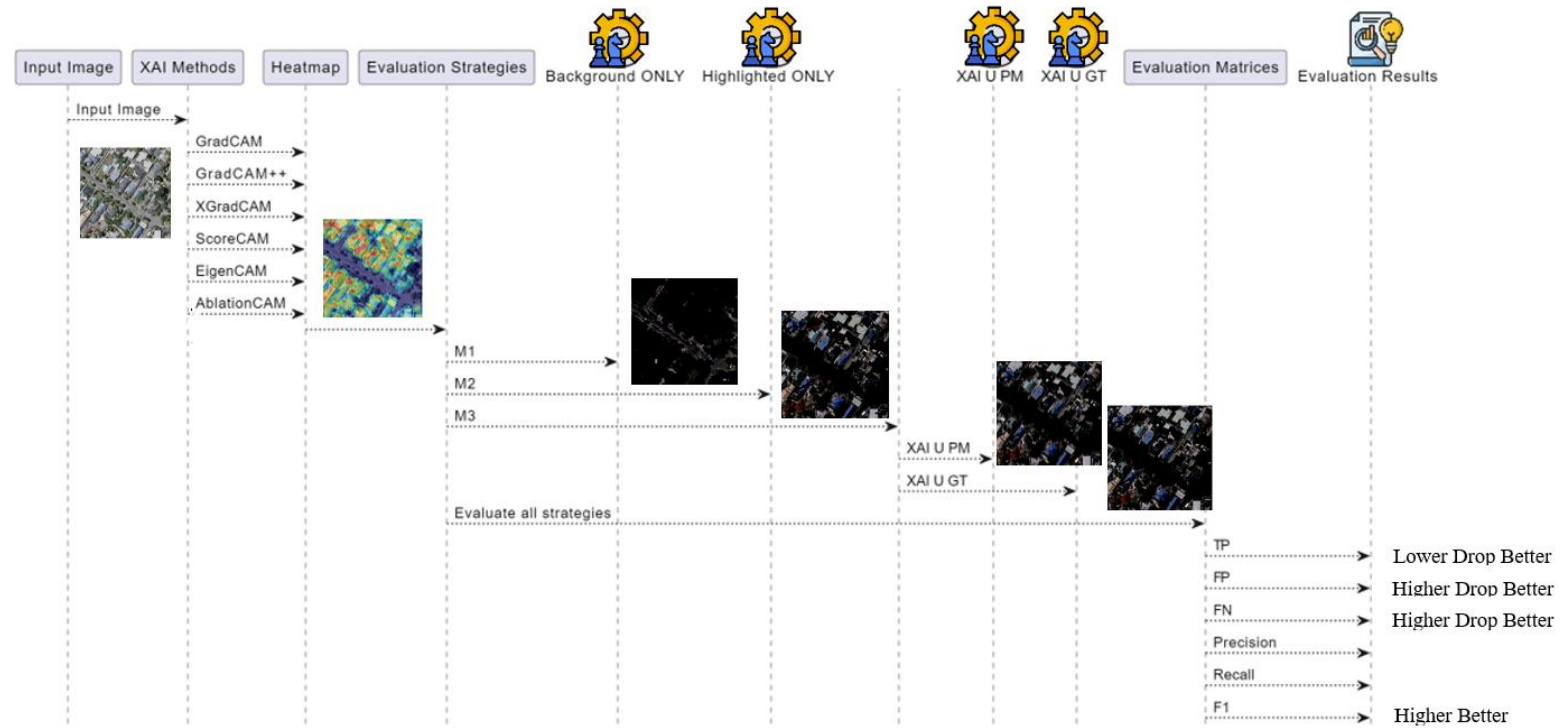 Input Image
XAI Methods
Heatmap
Evaluation Strategies
Background ONLY
Highlighted ONLY
XAI U PM
XAI U GT
Evaluation Matrices
Evaluation Results
Input Image
GradCAM
GradCAM++
XGradCAM
ScoreCAM
EigenCAM
AblationCAM
M1
M2
M3
XAI U PM
XAI U GT
Evaluate all strategies
TP
Lower Drop Better
FP
Higher Drop Better
FN
Higher Drop Better
Precision
Recall
F1
Higher Better